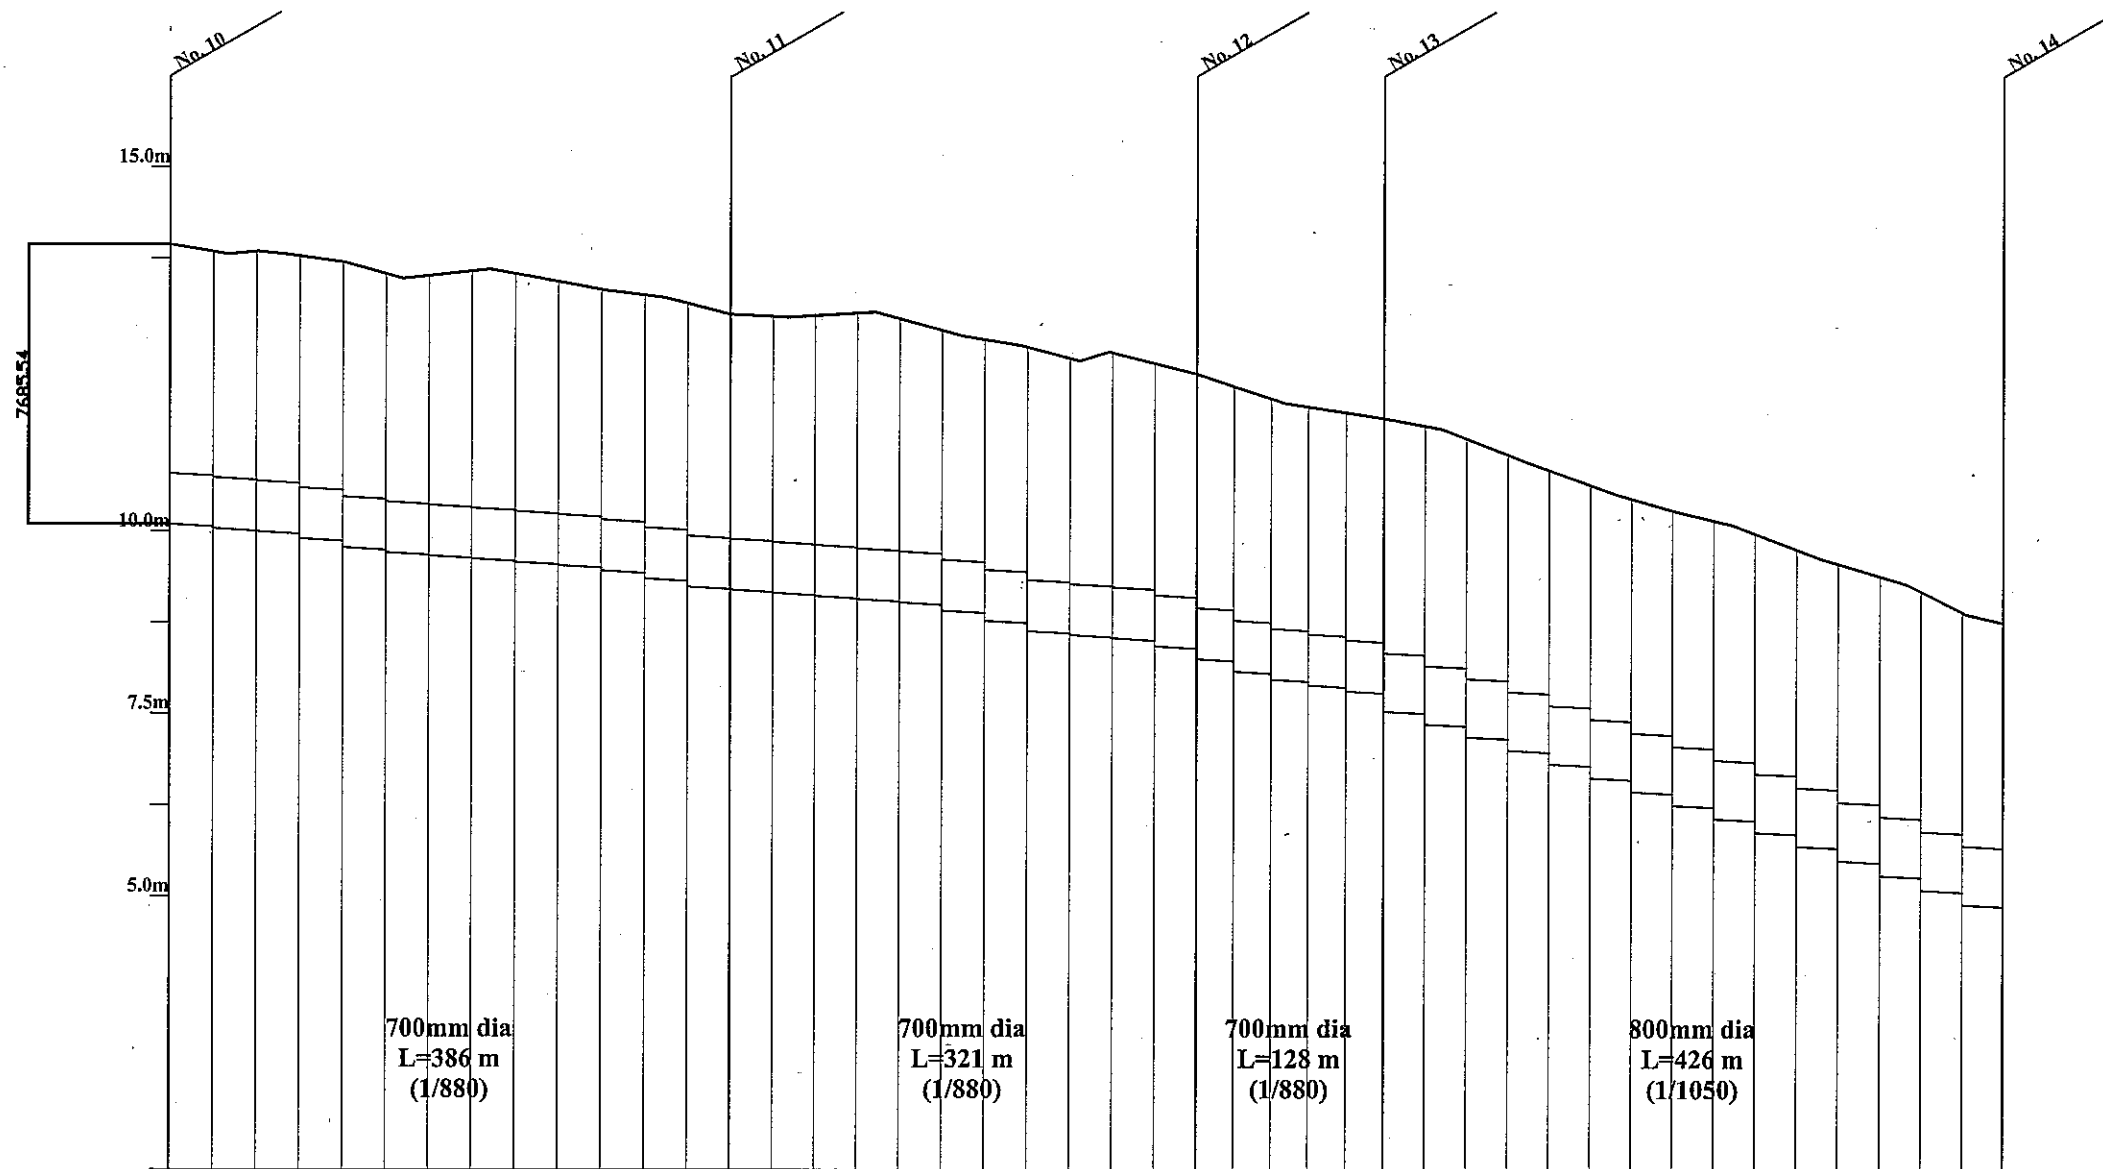 No. 10
No. 11
No. 12
No. 13
No. 14
15.0m
7685.54
10.0m
7.5m
5.0m
700mm dia
L=386 m
(1/880)
700mm dia
L=321 m
(1/880)
700mm dia
L=128 m
(1/880)
800mm dia
L=426 m
(1/1050)